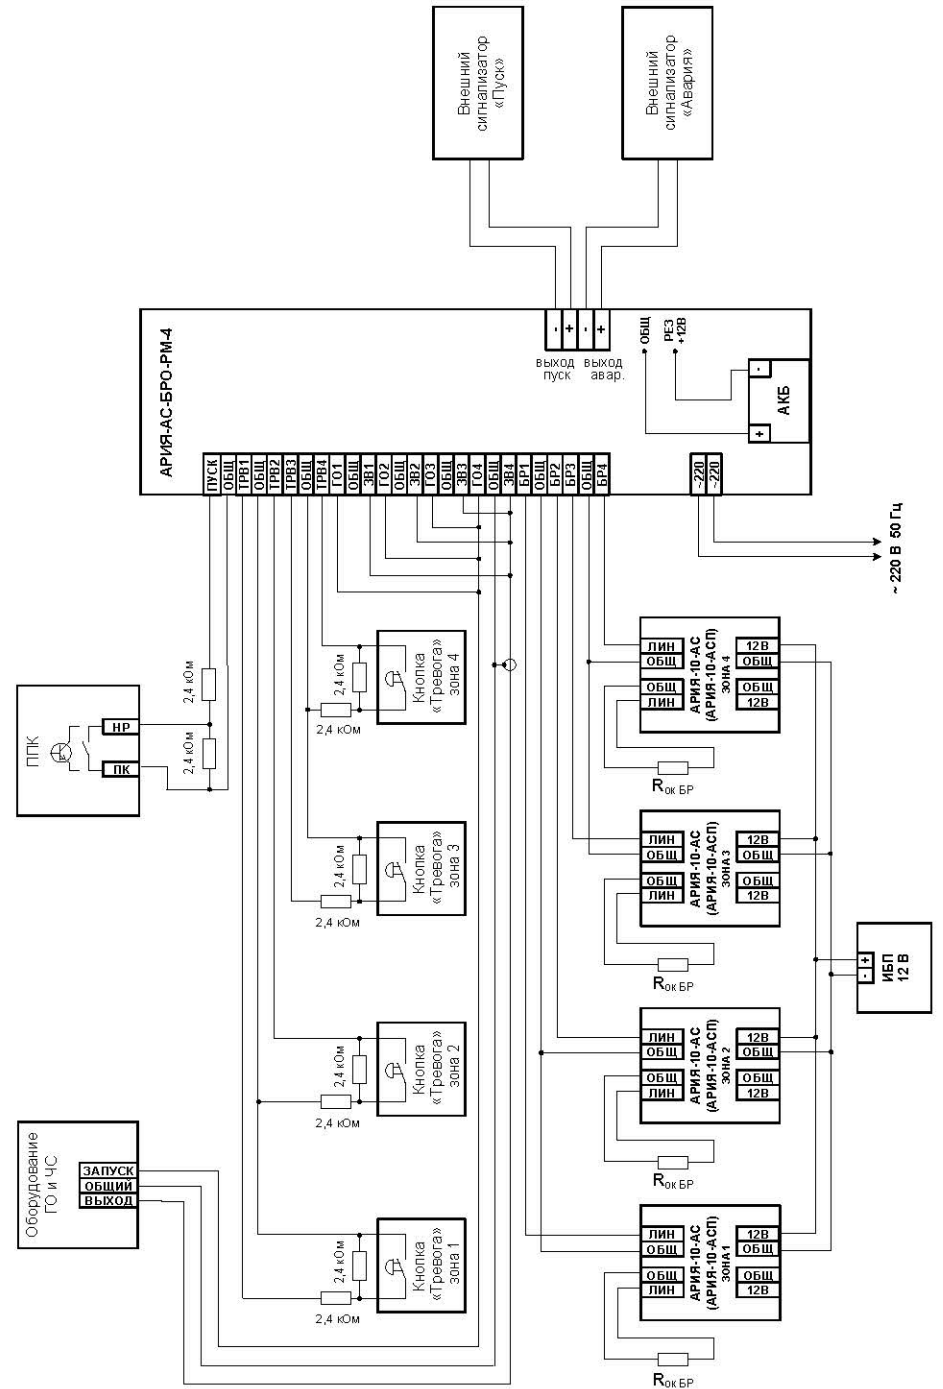 Внешний
сигнализатор
«Пуск»
Внешний
сигнализатор
«Авария»
АРИЯ-АС-БРО-РМ-4
-
+
-
+
выход
пуск
выход
авар.
ОБЩ
РЕЗ
+12В
-
+
АКБ
ПУСК
ОБЩ
ТРВ1
ОБЩ
ТРВ2
ТРВ3
ОБЩ
ТРВ4
ГО1
ОБЩ
ЗВ1
ГО2
ОБЩ
ЗВ2
ГО3
ОБЩ
ЗВ3
ГО4
ОБЩ
ЗВ4
БР1
ОБЩ
БР2
БР3
ОБЩ
БР4
~220
~220
~ 220 В 50 Гц
ППК
НР
ПК
2,4 кОм
2,4 кОм
2,4 кОм
2,4 кОм
Кнопка
«Тревога»
зона 4
2,4 кОм
2,4 кОм
Кнопка
«Тревога»
зона 3
2,4 кОм
2,4 кОм
Кнопка
«Тревога»
зона 2
2,4 кОм
2,4 кОм
Кнопка
«Тревога»
зона 1
Оборудование
ГО и ЧС
ЗАПУСК
ОБЩИЙ
ВЫХОД
ЛИН
ОБЩ
ОБЩ
ЛИН
АРИЯ-10-АС
(АРИЯ-10-АСП)
ЗОНА 4
12В
ОБЩ
ОБЩ
12В
Rок БР
ЛИН
ОБЩ
ОБЩ
ЛИН
АРИЯ-10-АС
(АРИЯ-10-АСП)
ЗОНА 3
12В
ОБЩ
ОБЩ
12В
Rок БР
ЛИН
ОБЩ
ОБЩ
ЛИН
АРИЯ-10-АС
(АРИЯ-10-АСП)
ЗОНА 2
12В
ОБЩ
ОБЩ
12В
Rок БР
ЛИН
ОБЩ
ОБЩ
ЛИН
АРИЯ-10-АС
(АРИЯ-10-АСП)
ЗОНА 1
12В
ОБЩ
ОБЩ
12В
Rок БР
+
-
ИБП
12 В